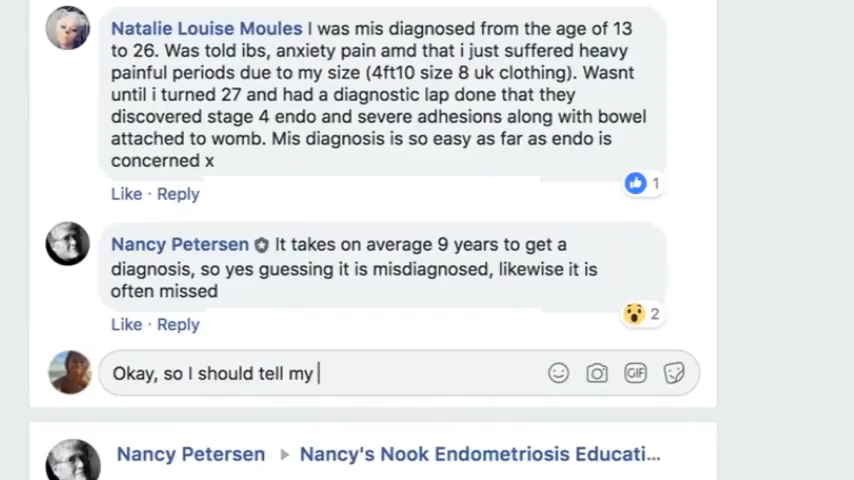 Natalie Louise Moules I was mis diagnosed from the age of 13
to 26. Was told ibs, anxiety pain amd that i just suffered heavy
painful periods due to my size (4ft10 size 8 uk clothing). Wasnt
until i turned 27 and had a diagnostic lap done that they
discovered stage 4 endo and severe adhesions along with bowel
attached to womb. Mis diagnosis is so easy as far as endo is
concerned x
1
Like · Reply
Nancy Petersen It takes on average 9 years to get a
diagnosis, so yes guessing it is misdiagnosed, likewise it is
often missed
2
Like · Reply
Okay, so I should tell my
GIF
Nancy Petersen ▸ Nancy's Nook Endometriosis Educati...